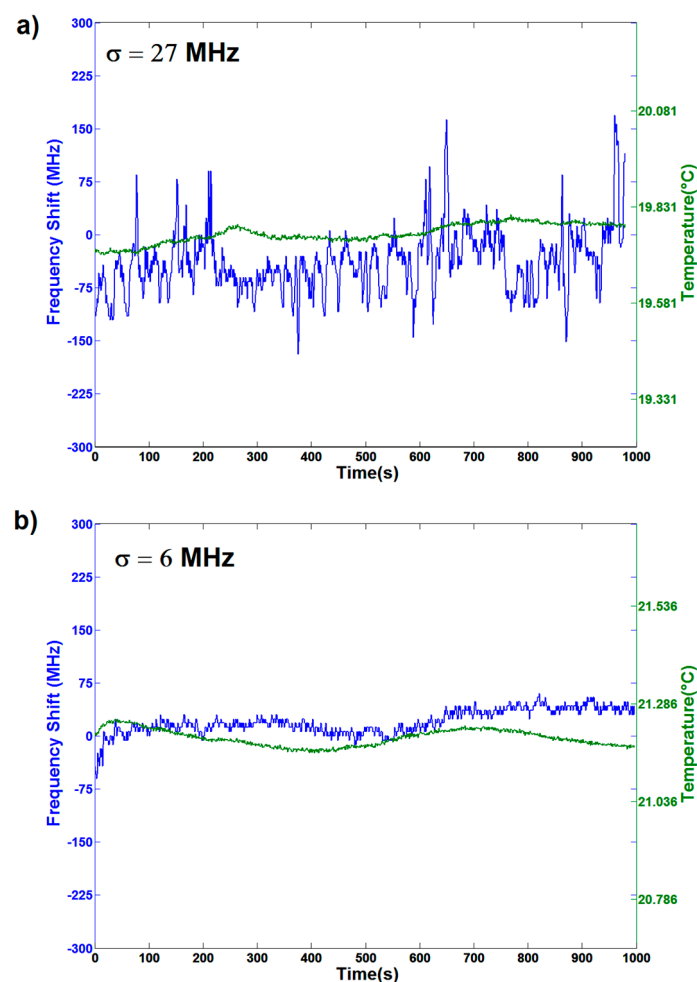 a)
σ = 27 MHz
300
225
150
75
0
-75
-150
-225
-300
Frequency Shift (MHz)
20.081
19.831
19.581
19.331
Temperature(°C)
0 100 200 300 400 500 600 700 800 900 1000
Time(s)
b)
σ = 6 MHz
300
225
150
75
0
-75
-150
-225
-300
Frequency Shift (MHz)
21.536
21.286
21.036
20.786
Temperature(°C)
0 100 200 300 400 500 600 700 800 900 1000
Time(s)